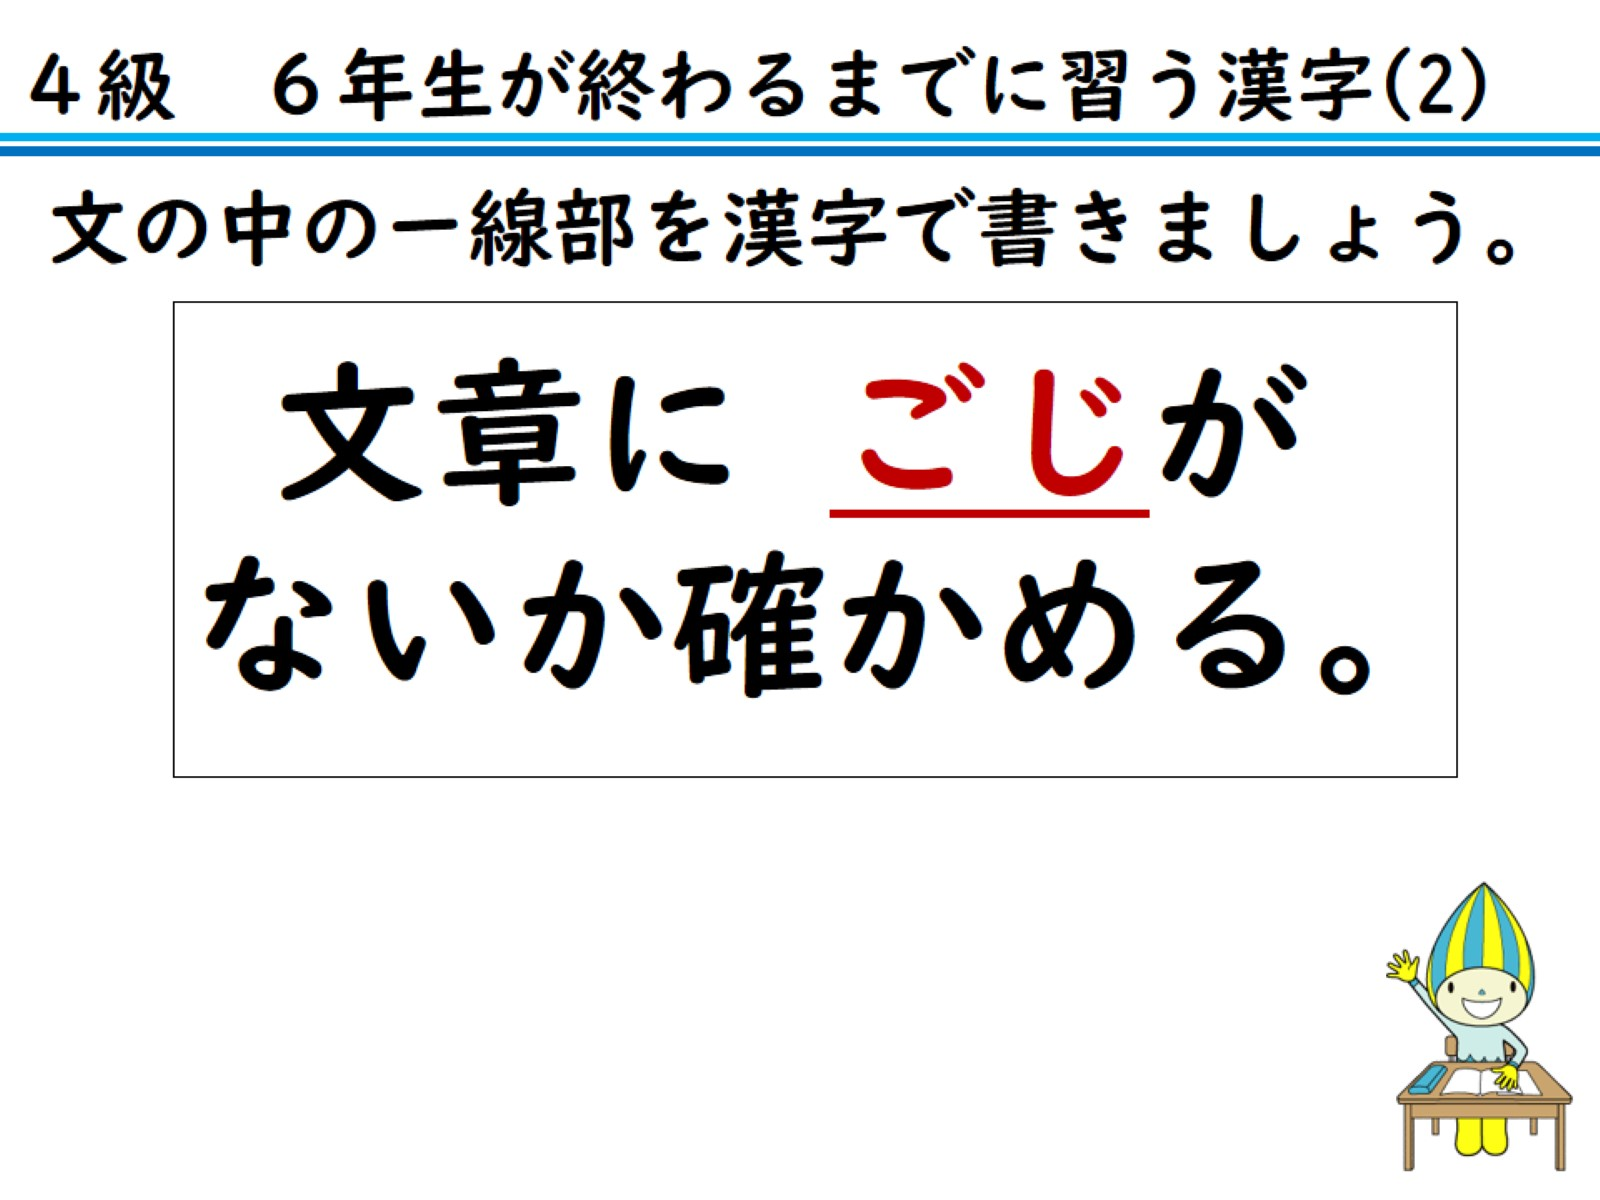 ４級　６年生が終わるまでに習う漢字(2)
文の中の一線部を漢字で書きましょう。
文章に ごじが
ないか確かめる。